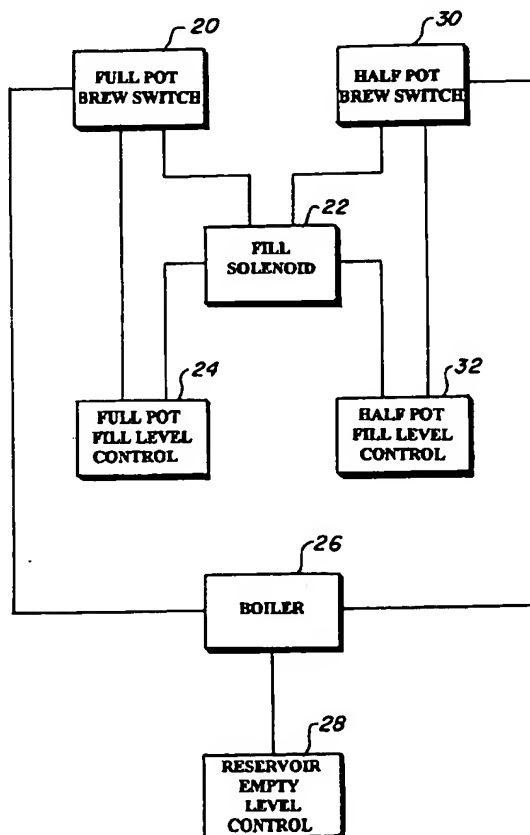 20
FULL POT
BREW SWITCH
30
HALF POT
BREW SWITCH
22
FILL
SOLENOID
24
FULL POT
FILL LEVEL
CONTROL
32
HALF POT
FILL LEVEL
CONTROL
26
BOILER
28
RESERVOIR
EMPTY
LEVEL
CONTROL